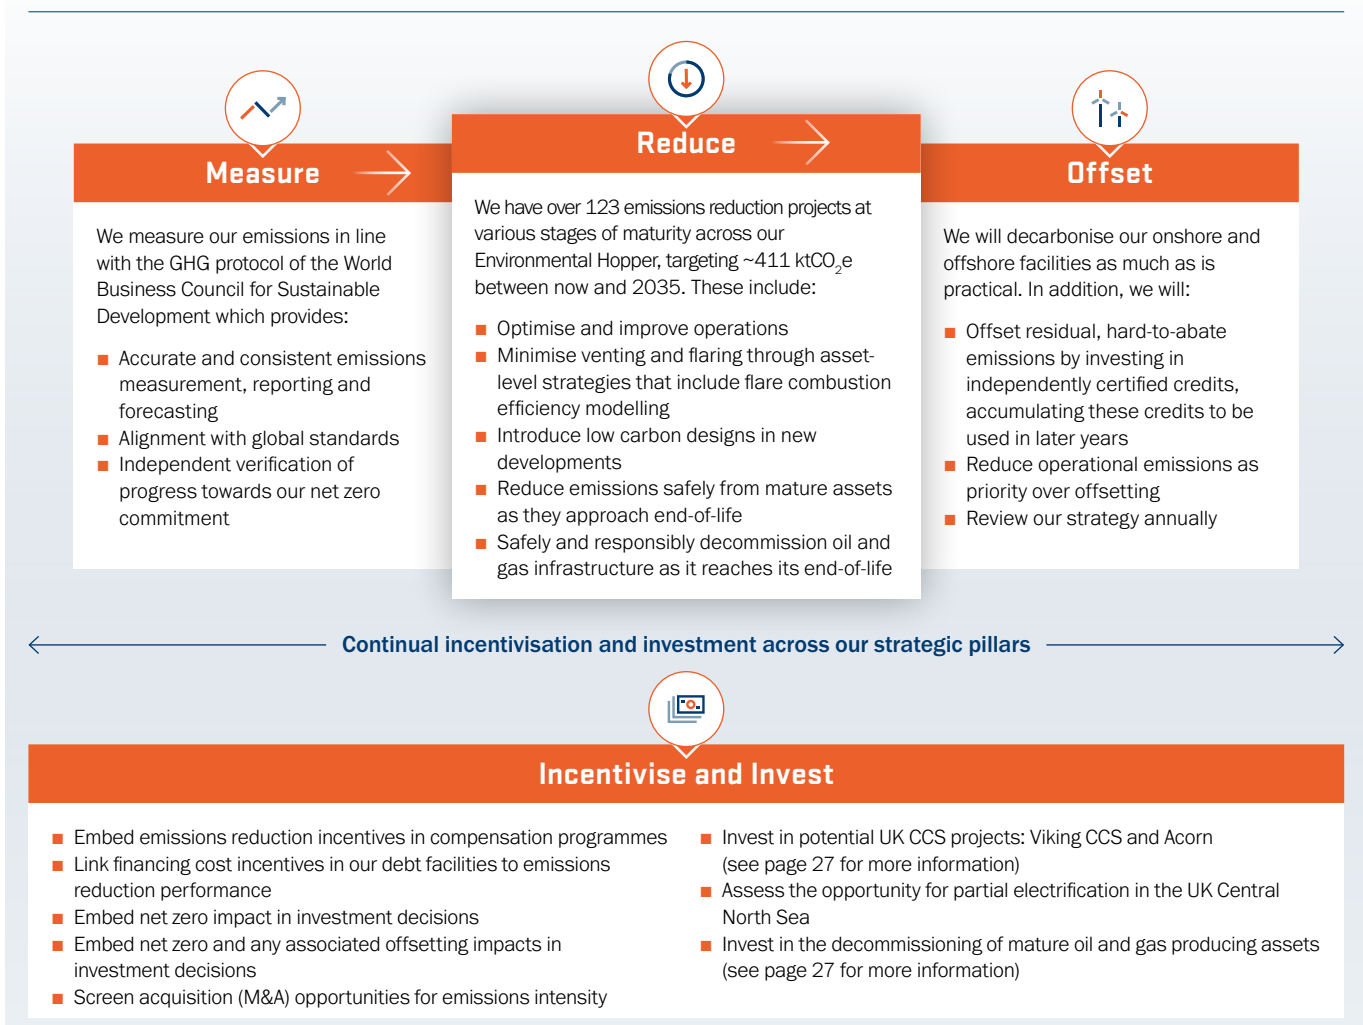 Measure
We measure our emissions in line
with the GHG protocol of the World
Business Council for Sustainable
Development which provides:
■ Accurate and consistent emissions
measurement, reporting and
forecasting
■ Alignment with global standards
■ Independent verification of
progress towards our net zero
commitment
Reduce
We have over 123 emissions reduction projects at
various stages of maturity across our
Environmental Hopper, targeting ~411 ktCO₂e
between now and 2035. These include:
■ Optimise and improve operations
■ Minimise venting and flaring through asset-
level strategies that include flare combustion
efficiency modelling
■ Introduce low carbon designs in new
developments
■ Reduce emissions safely from mature assets
as they approach end-of-life
■ Safely and responsibly decommission oil and
gas infrastructure as it reaches its end-of-life
Offset
We will decarbonise our onshore and
offshore facilities as much as is
practical. In addition, we will:
■ Offset residual, hard-to-abate
emissions by investing in
independently certified credits,
accumulating these credits to be
used in later years
■ Reduce operational emissions as
priority over offsetting
■ Review our strategy annually
Continual incentivisation and investment across our strategic pillars
Incentivise and Invest
■ Embed emissions reduction incentives in compensation programmes
■ Link financing cost incentives in our debt facilities to emissions
reduction performance
■ Embed net zero impact in investment decisions
■ Embed net zero and any associated offsetting impacts in
investment decisions
■ Screen acquisition (M&A) opportunities for emissions intensity
■ Invest in potential UK CCS projects: Viking CCS and Acorn
(see page 27 for more information)
■ Assess the opportunity for partial electrification in the UK Central
North Sea
■ Invest in the decommissioning of mature oil and gas producing assets
(see page 27 for more information)